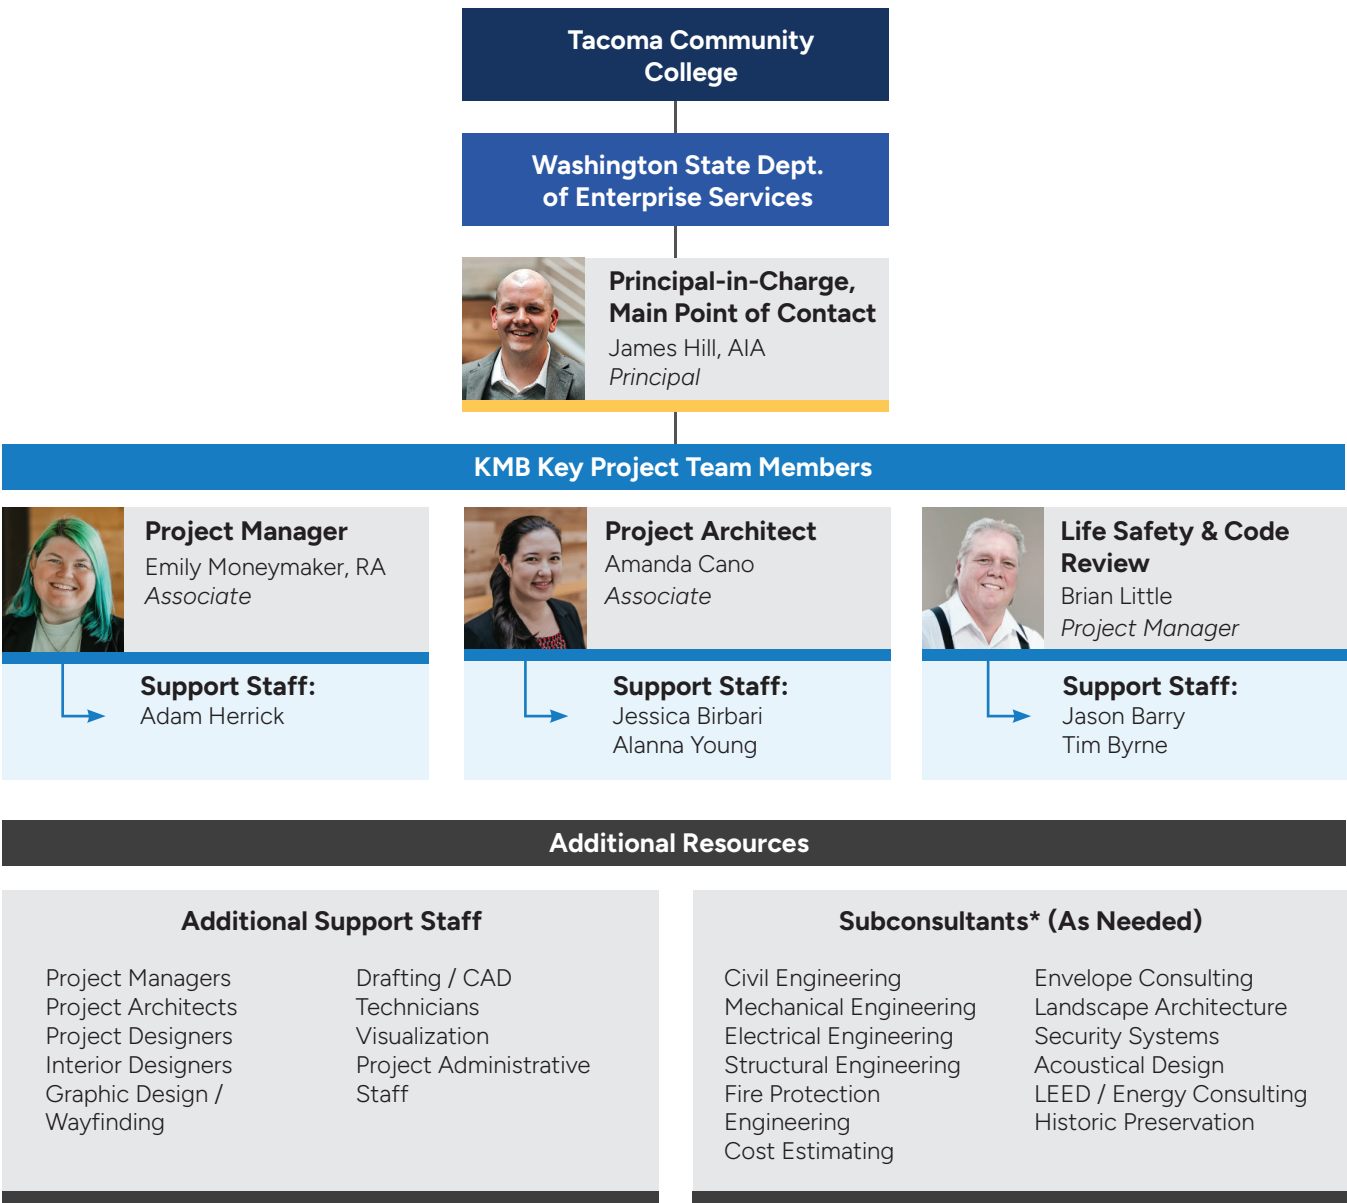 Tacoma Community
College
Washington State Dept.
of Enterprise Services
Principal-in-Charge,
Main Point of Contact
James Hill, AIA
Principal
KMB Key Project Team Members
Project Manager
Emily Moneymaker, RA
Associate
Support Staff:
Adam Herrick
Project Architect
Amanda Cano
Associate
Support Staff:
Jessica Birbari
Alanna Young
Life Safety & Code
Review
Brian Little
Project Manager
Support Staff:
Jason Barry
Tim Byrne
Additional Resources
Additional Support Staff
Project Managers
Project Architects
Project Designers
Interior Designers
Graphic Design /
Wayfinding
Drafting / CAD
Technicians
Visualization
Project Administrative
Staff
Subconsultants* (As Needed)
Civil Engineering
Mechanical Engineering
Electrical Engineering
Structural Engineering
Fire Protection
Engineering
Cost Estimating
Envelope Consulting
Landscape Architecture
Security Systems
Acoustical Design
LEED / Energy Consulting
Historic Preservation